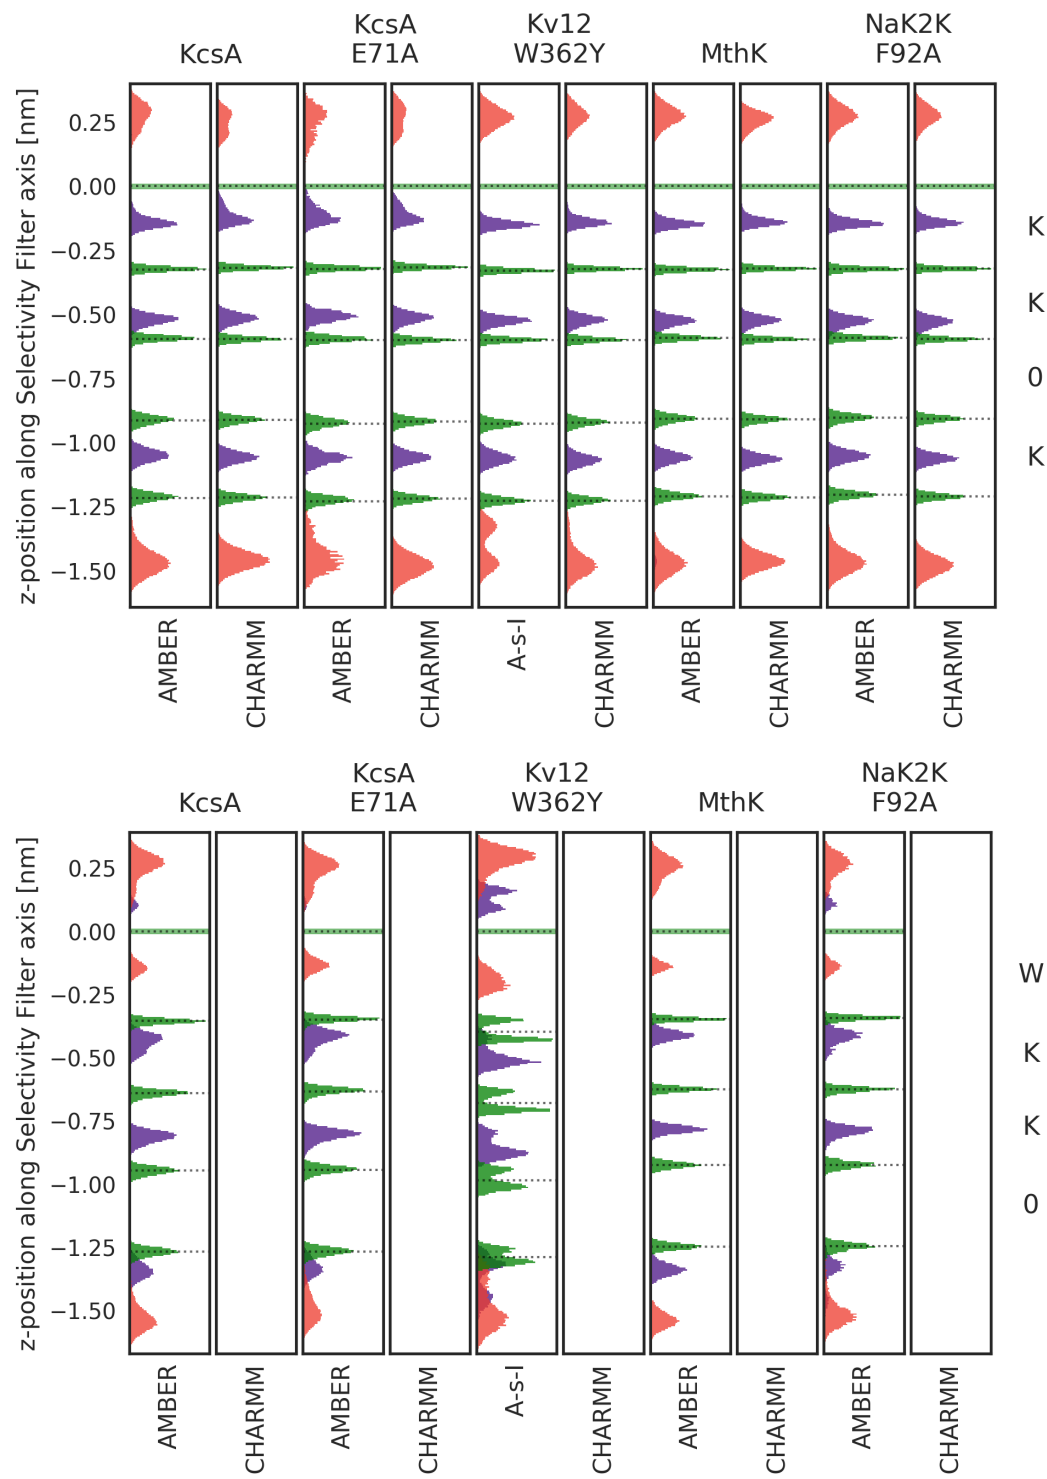 KcsA
KcsA
E71A
Kv12
W362Y
MthK
NaK2K
F92A
z-position along Selectivity Filter axis [nm]
0.25
0.00
−0.25
−0.50
−0.75
−1.00
−1.25
−1.50
K
K
0
K
AMBER
CHARMM
AMBER
CHARMM
A-s-I
CHARMM
AMBER
CHARMM
AMBER
CHARMM
KcsA
KcsA
E71A
Kv12
W362Y
MthK
NaK2K
F92A
z-position along Selectivity Filter axis [nm]
0.25
0.00
−0.25
−0.50
−0.75
−1.00
−1.25
−1.50
W
K
K
0
AMBER
CHARMM
AMBER
CHARMM
A-s-I
CHARMM
AMBER
CHARMM
AMBER
CHARMM